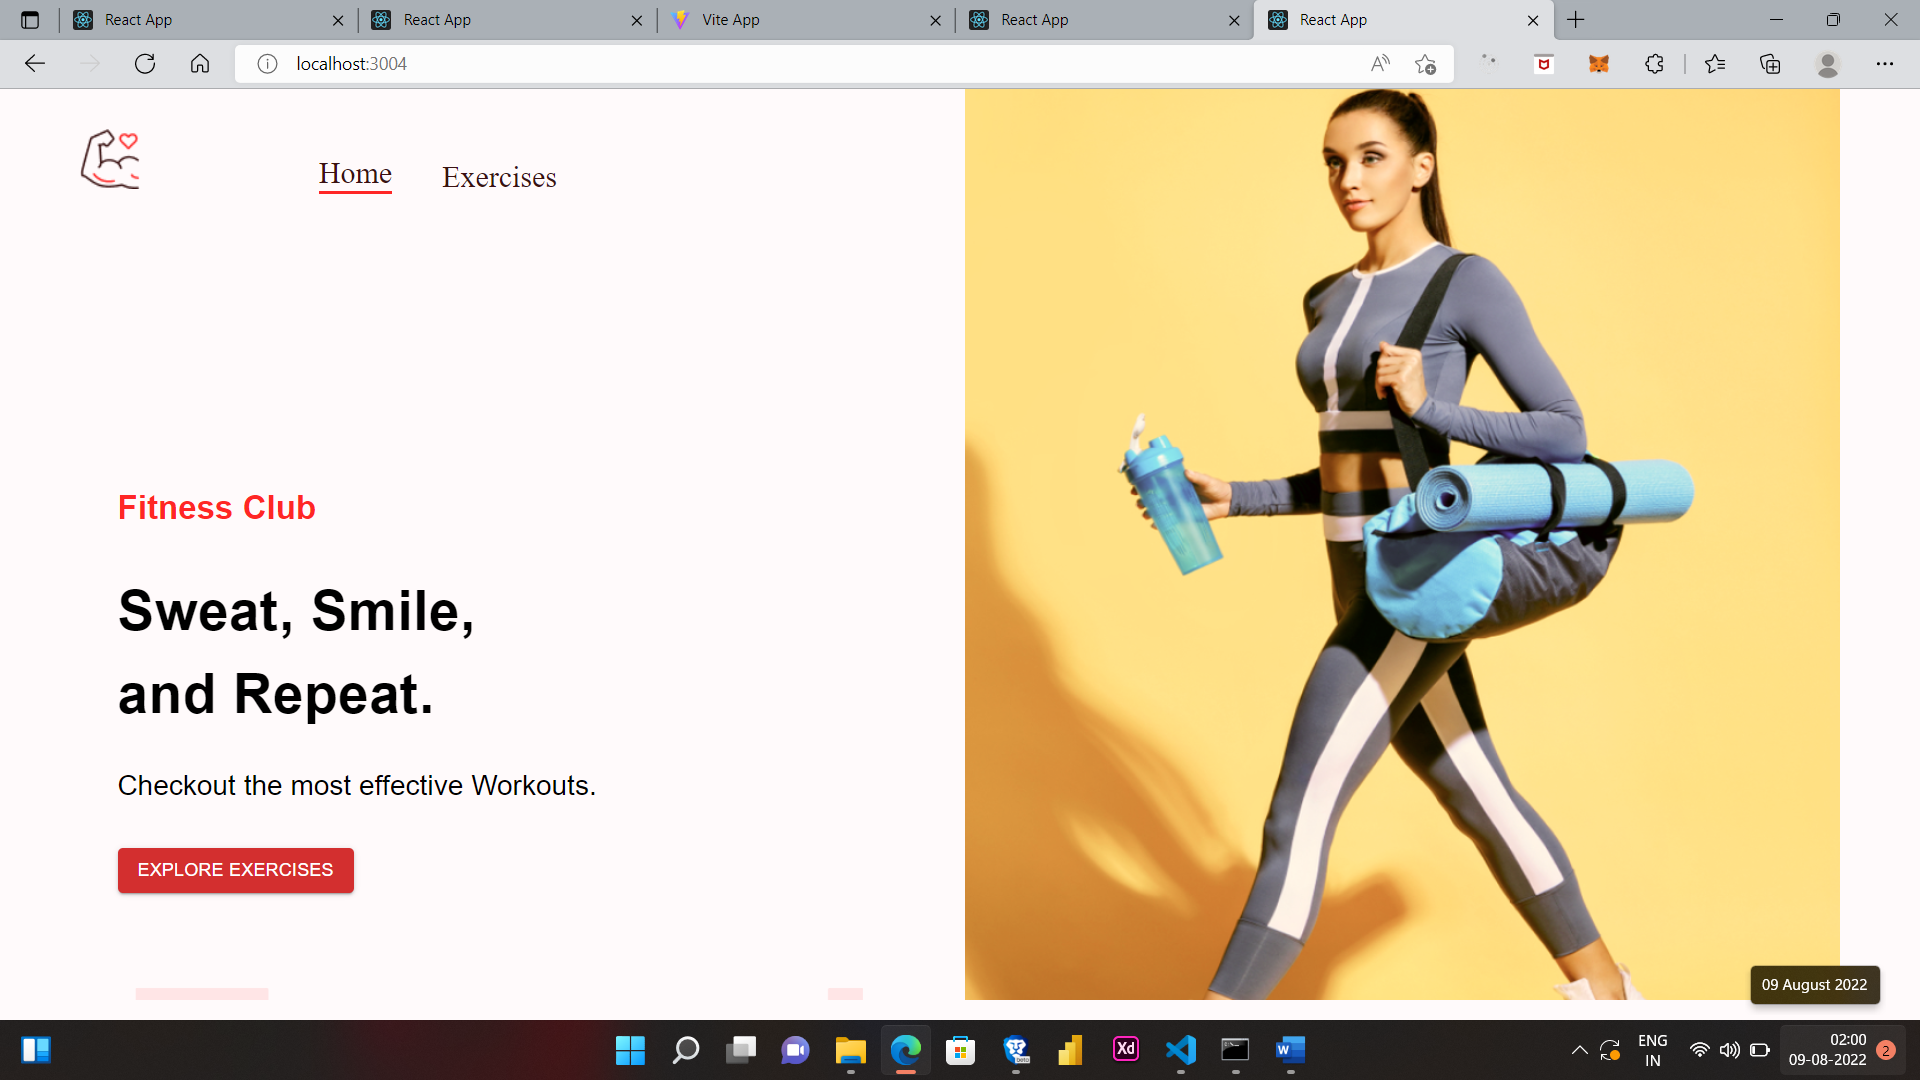 React App
React App
Vite App
React App
React App
localhost:3004
Home
Exercises
Fitness Club
Sweat, Smile,
and Repeat.
Checkout the most effective Workouts.
EXPLORE EXERCISES
09 August 2022
beta
Xd
W
ENG
IN
02:00
09-08-2022
2